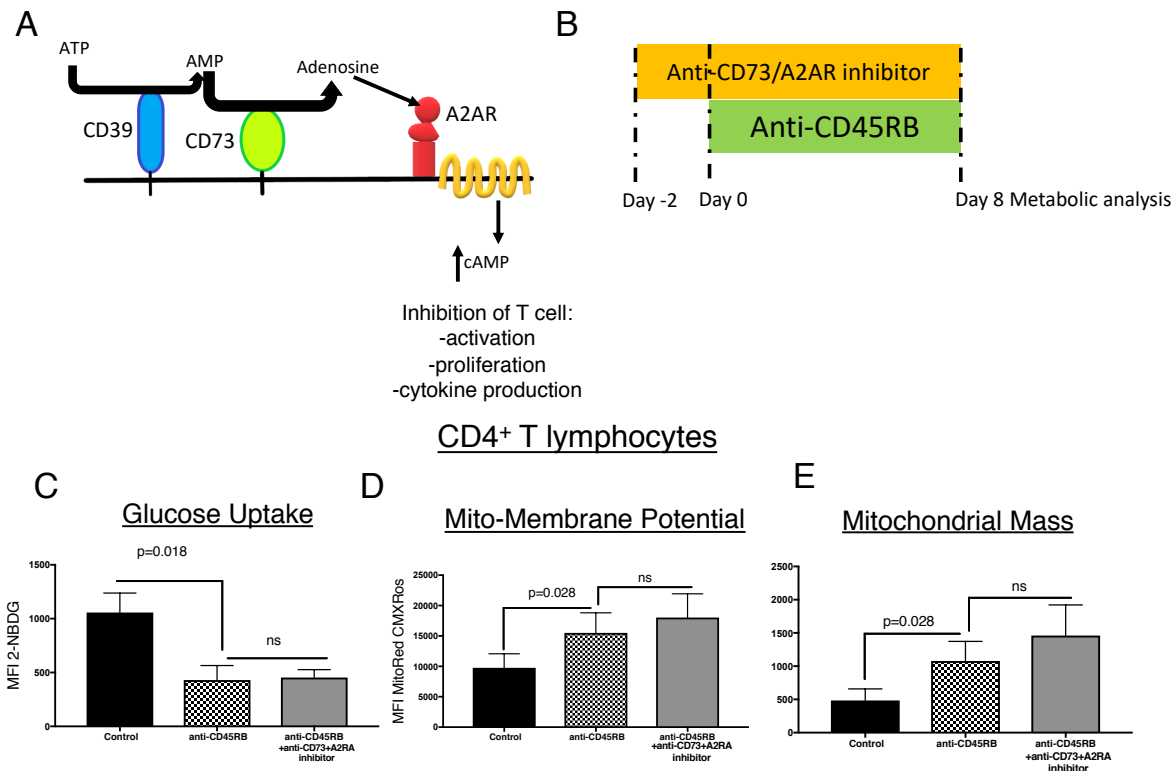 A
ATP
AMP
Adenosine
A2AR
CD39
CD73
cAMP
Inhibition of T cell:
-activation
-proliferation
-cytokine production
B
Anti-CD73/A2AR inhibitor
Anti-CD45RB
Day -2
Day 0
Day 8 Metabolic analysis
CD4+ T lymphocytes
C
Glucose Uptake
p=0.018
ns
MFI 2-NBDG
1500
1000
500
0
Control
anti-CD45RB
anti-CD45RB
+anti-CD73+A2RA
inhibitor
D
Mito-Membrane Potential
p=0.028
ns
MFI MitoRed CMXRos
40000
35000
30000
25000
20000
15000
10000
5000
0
Control
anti-CD45RB
anti-CD45RB
+anti-CD73+A2RA
inhibitor
E
Mitochondrial Mass
p=0.028
ns
2500
2000
1500
1000
500
0
Control
anti-CD45RB
anti-CD45RB
+anti-CD73+A2RA
inhibitor